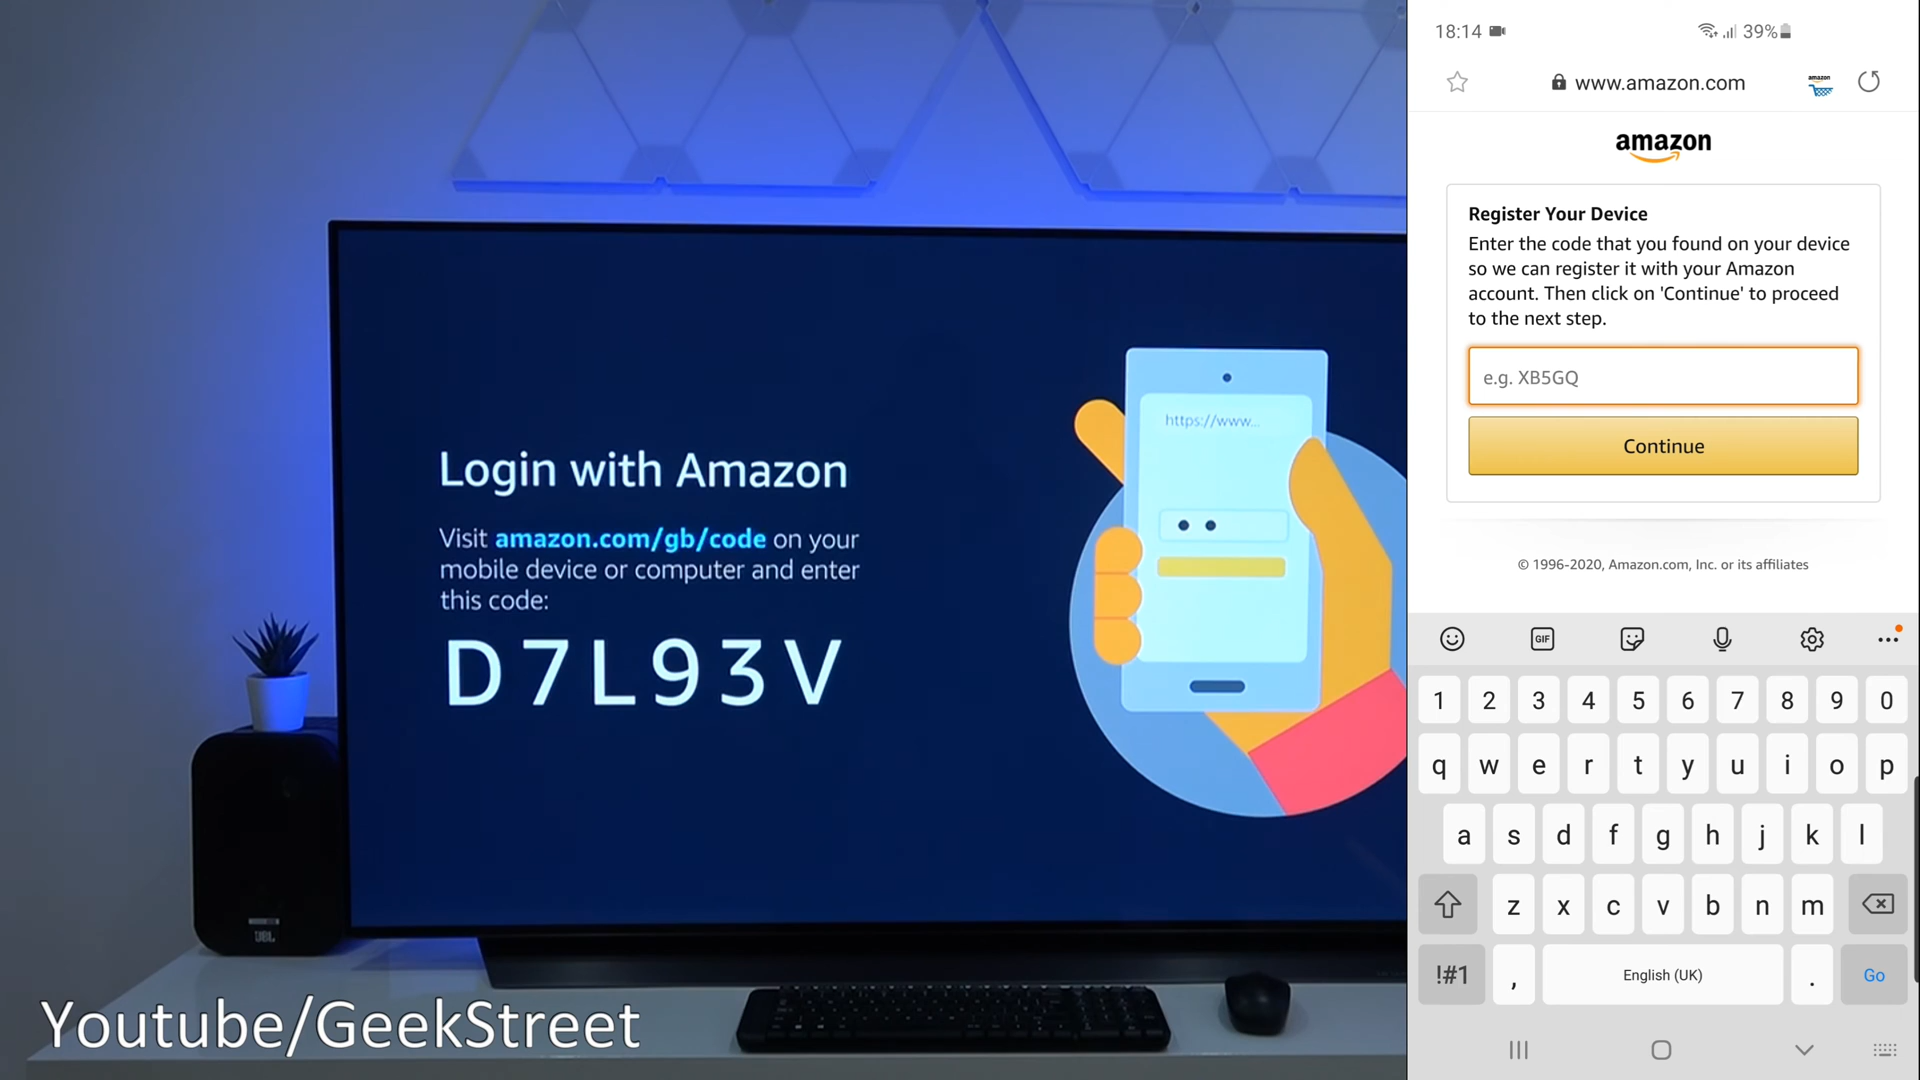 Login with Amazon
Visit amazon.com/gb/code on your
mobile device or computer and enter
this code:
D7L93V
https://www...
JBL
Youtube/GeekStreet
18:14
39%
www.amazon.com
amazon
amazon
Register Your Device
Enter the code that you found on your device
so we can register it with your Amazon
account. Then click on 'Continue' to proceed
to the next step.
e.g. XB5GQ
Continue
© 1996-2020, Amazon.com, Inc. or its affiliates
GIF
1 2 3 4 5 6 7 8 9 0
q w e r t y u i o p
a s d f g h j k l
z x c v b n m
!#1 , English (UK) . Go